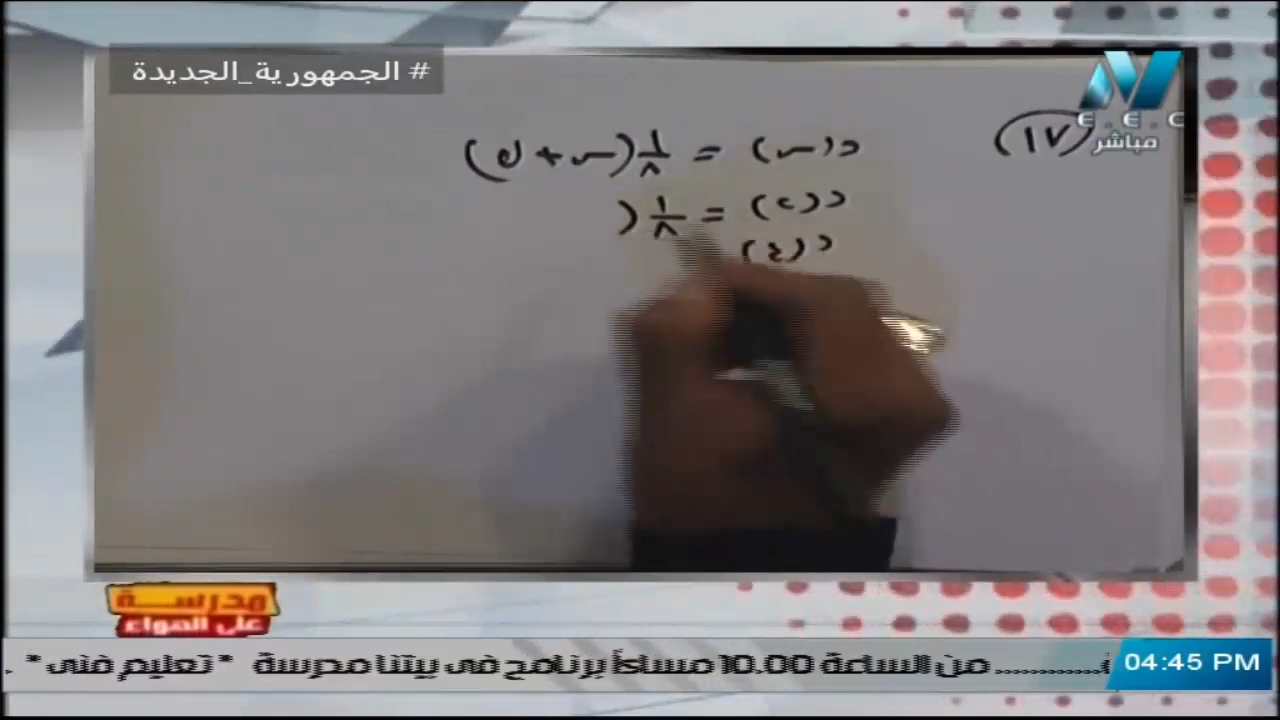 # الجمهورية_الجديدة
E.E.C
مباشر
١٧
د(س) = ١/٨ (س + م)
د(٢) = ١/٨ (
د(٤)
مدرسة
على الهواء
من الساعة 10.00 مساءاً برنامج فى بيتنا مدرسة "تعليم فنى"
04:45 PM